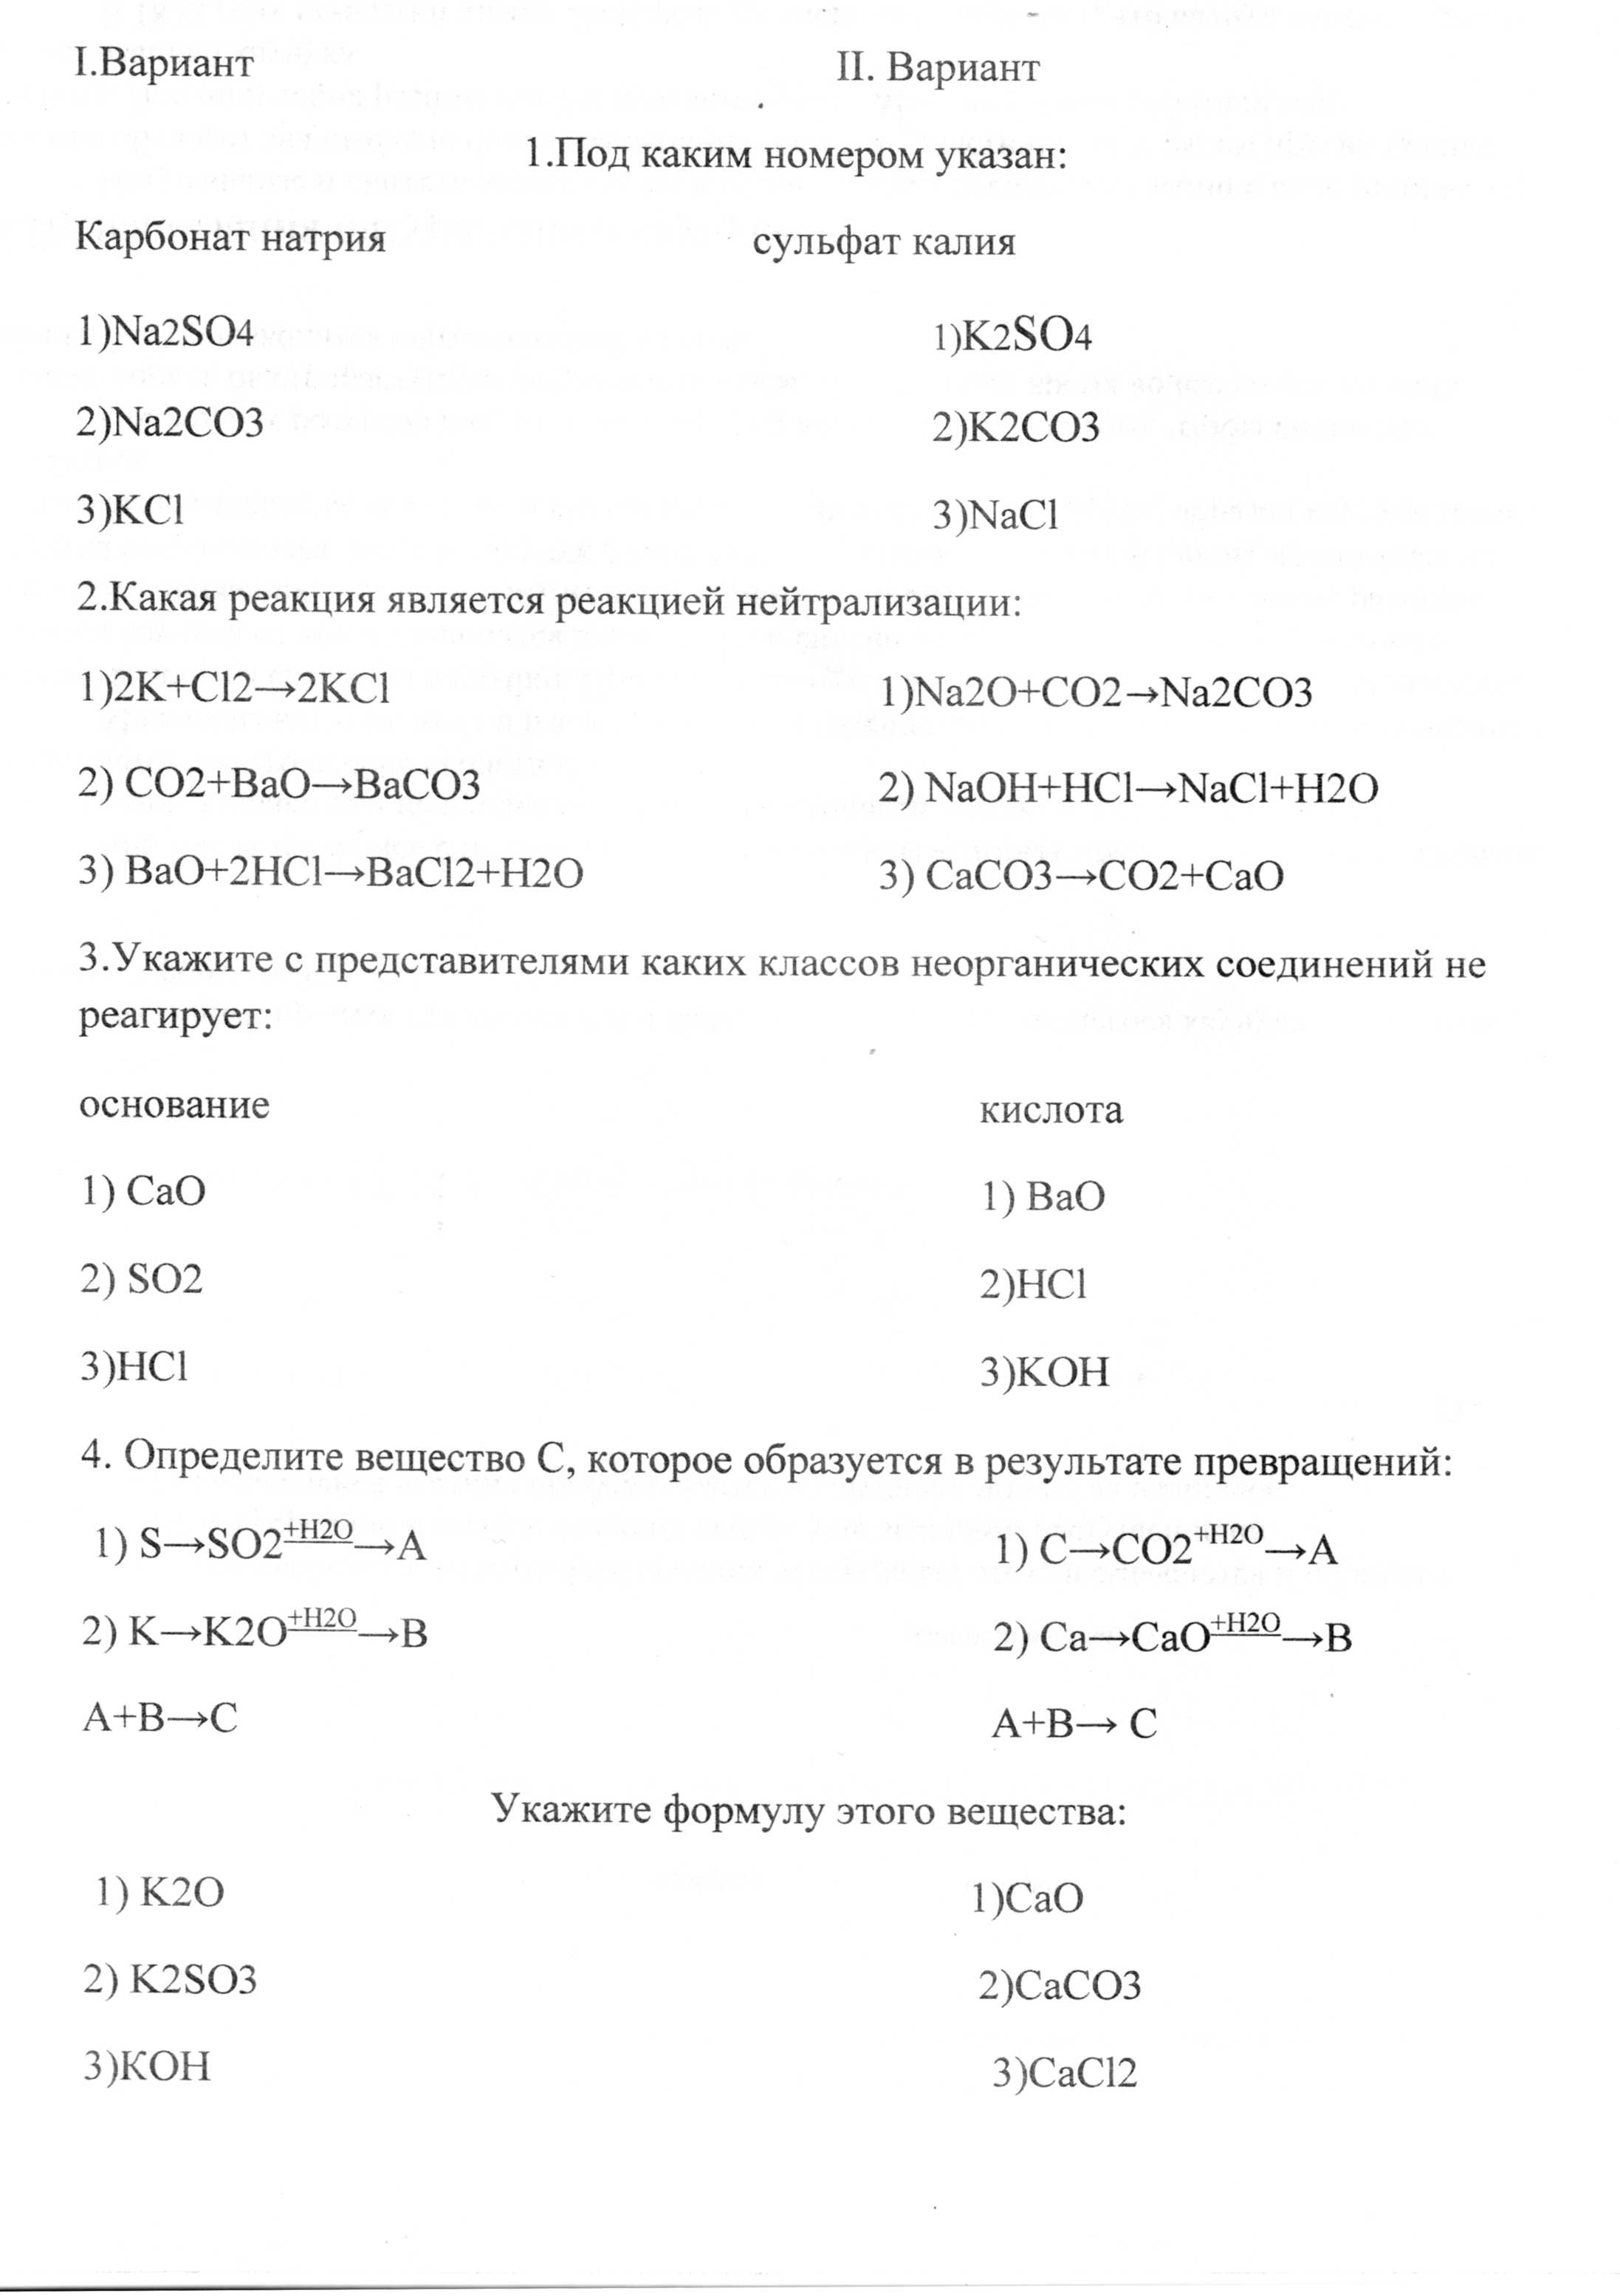 I.Вариант II. Вариант
1.Под каким номером указан:
Карбонат натрия сульфат калия
1)Na2SO4 1)K2SO4
2)Na2CO3 2)K2CO3
3)KCl 3)NaCl
2.Какая реакция является реакцией нейтрализации:
1)2K+Cl2→2KCl 1)Na2O+CO2→Na2CO3
2) CO2+BaO→BaCO3 2) NaOH+HCl→NaCl+H2O
3) BaO+2HCl→BaCl2+H2O 3) CaCO3→CO2+CaO
3.Укажите с представителями каких классов неорганических соединений не
реагирует:
основание кислота
1) CaO 1) BaO
2) SO2 2)HCl
3)HCl 3)KOH
4. Определите вещество С, которое образуется в результате превращений:
1) S→SO2+H2O→A 1) C→CO2+H2O→A
2) K→K2O+H2O→B 2) Ca→CaO+H2O→B
A+B→C A+B→ C
Укажите формулу этого вещества:
1) K2O 1)CaO
2) K2SO3 2)CaCO3
3)KOH 3)CaCl2